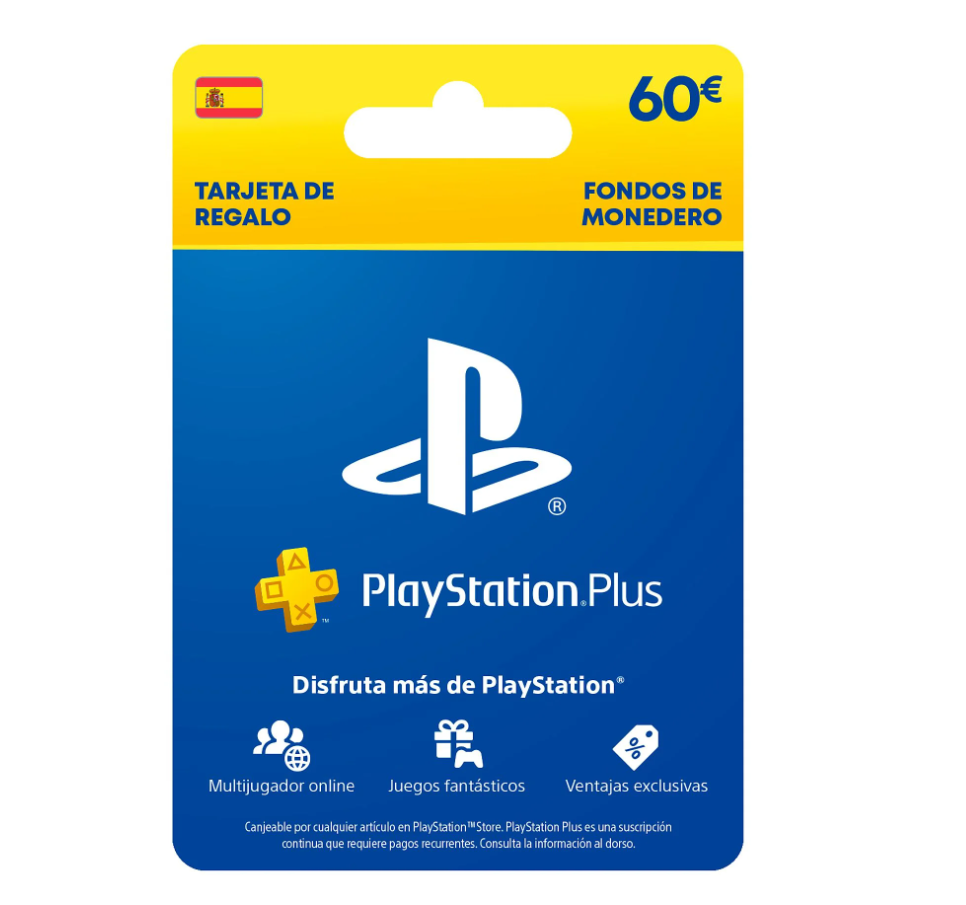 60€
TARJETA DE
REGALO
FONDOS DE
MONEDERO
®
PlayStation®Plus
™
Disfruta más de PlayStation®
Multijugador online
Juegos fantásticos
Ventajas exclusivas
Canjeable por cualquier artículo en PlayStation™Store. PlayStation Plus es una suscripción
continua que requiere pagos recurrentes. Consulta la información al dorso.